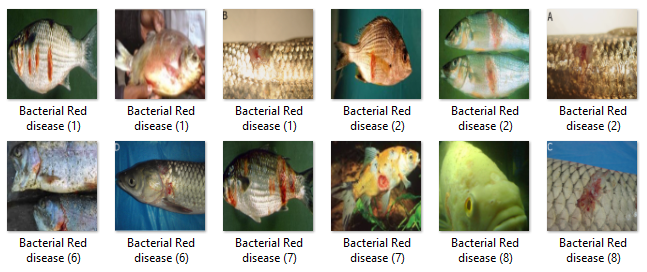 B
A
Bacterial Red
disease (1)
Bacterial Red
disease (1)
Bacterial Red
disease (1)
Bacterial Red
disease (2)
Bacterial Red
disease (2)
Bacterial Red
disease (2)
D
C
Bacterial Red
disease (6)
Bacterial Red
disease (6)
Bacterial Red
disease (7)
Bacterial Red
disease (7)
Bacterial Red
disease (8)
Bacterial Red
disease (8)